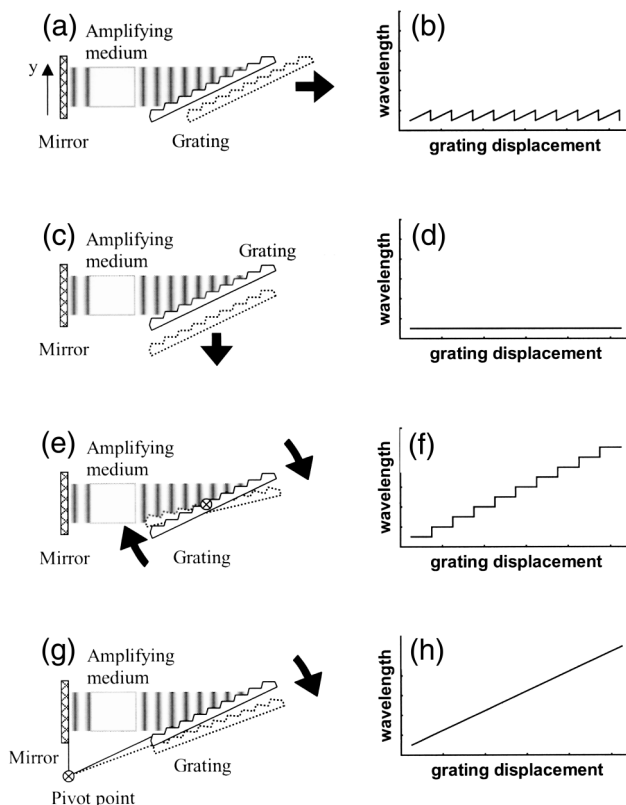 (a)
Amplifying
medium
y
Mirror
Grating
(b)
wavelength
grating displacement
(c)
Amplifying
medium
Grating
Mirror
(d)
wavelength
grating displacement
(e)
Amplifying
medium
Mirror
Grating
(f)
wavelength
grating displacement
(g)
Amplifying
medium
Mirror
Grating
Pivot point
(h)
wavelength
grating displacement